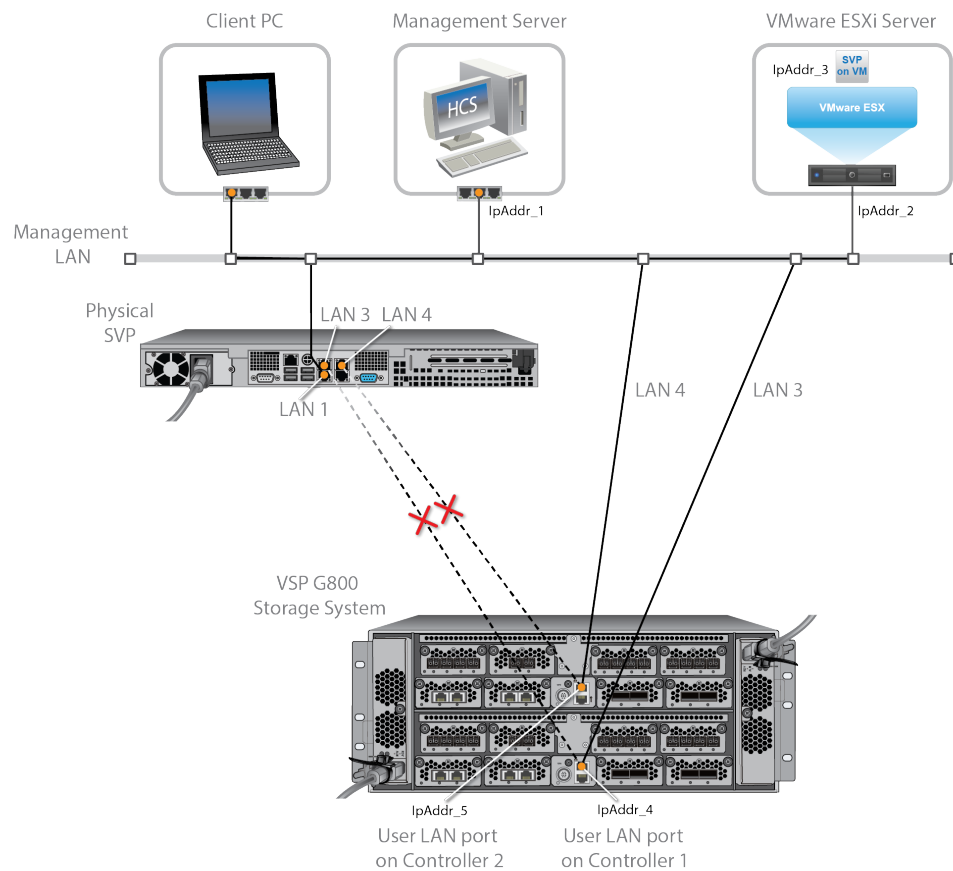 Client PC
Management Server
VMware ESXi Server
IpAddr_3
SVP
on VM
HCS
VMware ESX
IpAddr_1
IpAddr_2
Management
LAN
Physical
SVP
LAN 3
LAN 4
LAN 1
LAN 4
LAN 3
VSP G800
Storage System
IpAddr_5
IpAddr_4
User LAN port
on Controller 2
User LAN port
on Controller 1